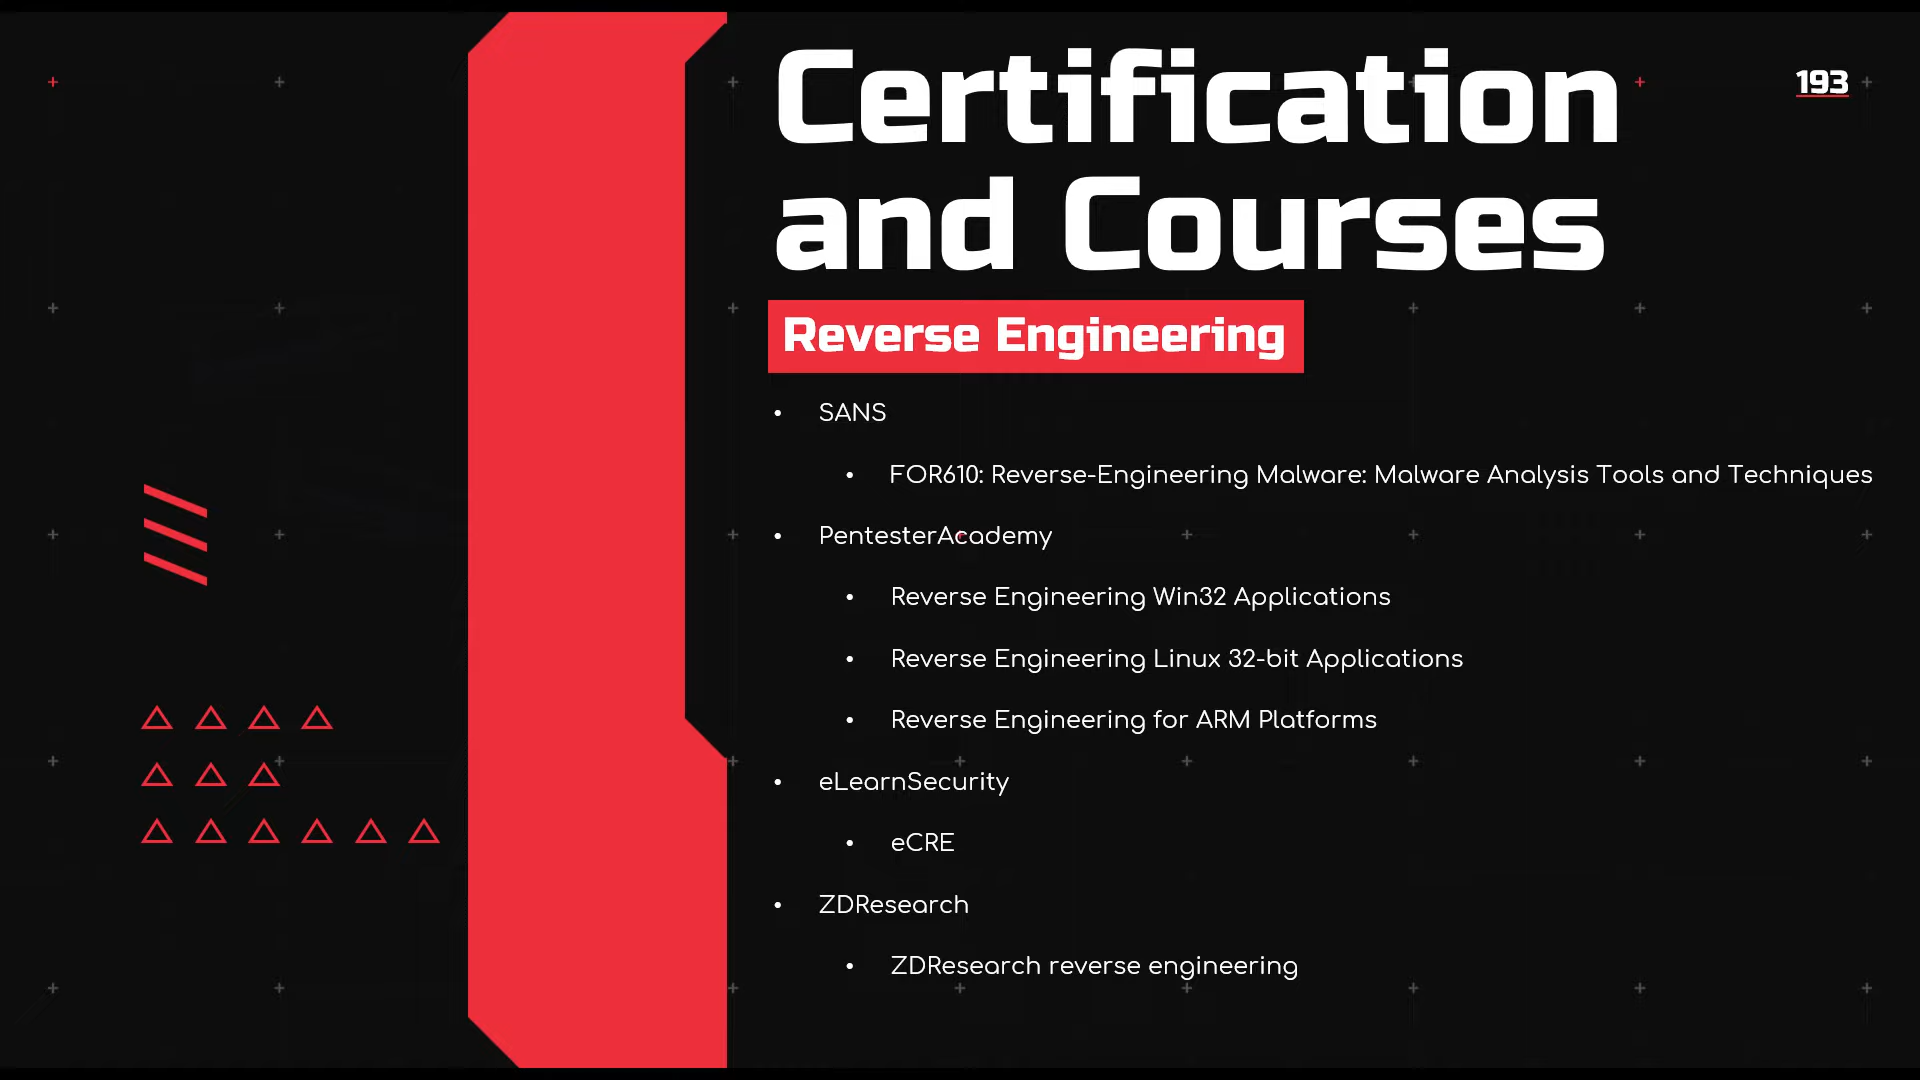 Certification
and Courses
193
Reverse Engineering
• SANS
• FOR610: Reverse-Engineering Malware: Malware Analysis Tools and Techniques
• PentesterAcademy
• Reverse Engineering Win32 Applications
• Reverse Engineering Linux 32-bit Applications
• Reverse Engineering for ARM Platforms
• eLearnSecurity
• eCRE
• ZDResearch
• ZDResearch reverse engineering